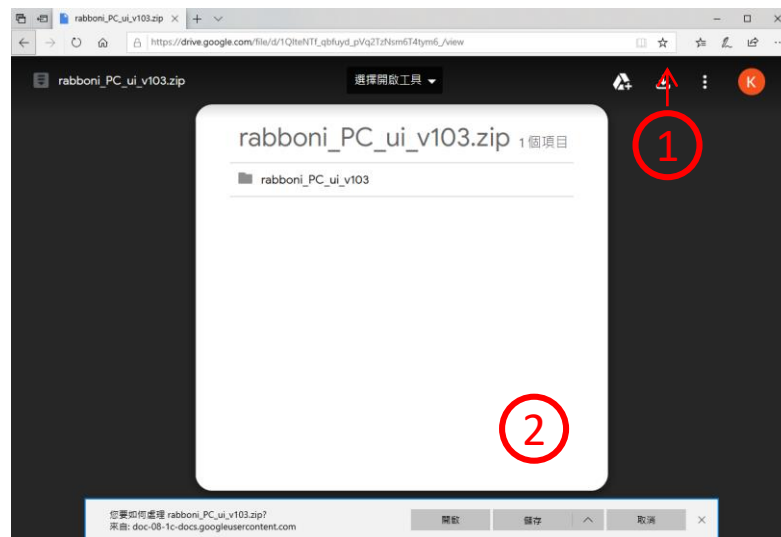 rabboni_PC_ui_v103.zip
https://drive.google.com/file/d/1QlteNTf_qbfuyd_pVq2TzNsm6T4tym6_/view
rabboni_PC_ui_v103.zip
選擇開啟工具
K
1
rabboni_PC_ui_v103.zip 1 個項目
rabboni_PC_ui_v103
2
您要如何處理 rabboni_PC_ui_v103.zip?
來自: doc-08-1c-docs.googleusercontent.com
開啟
儲存
取消